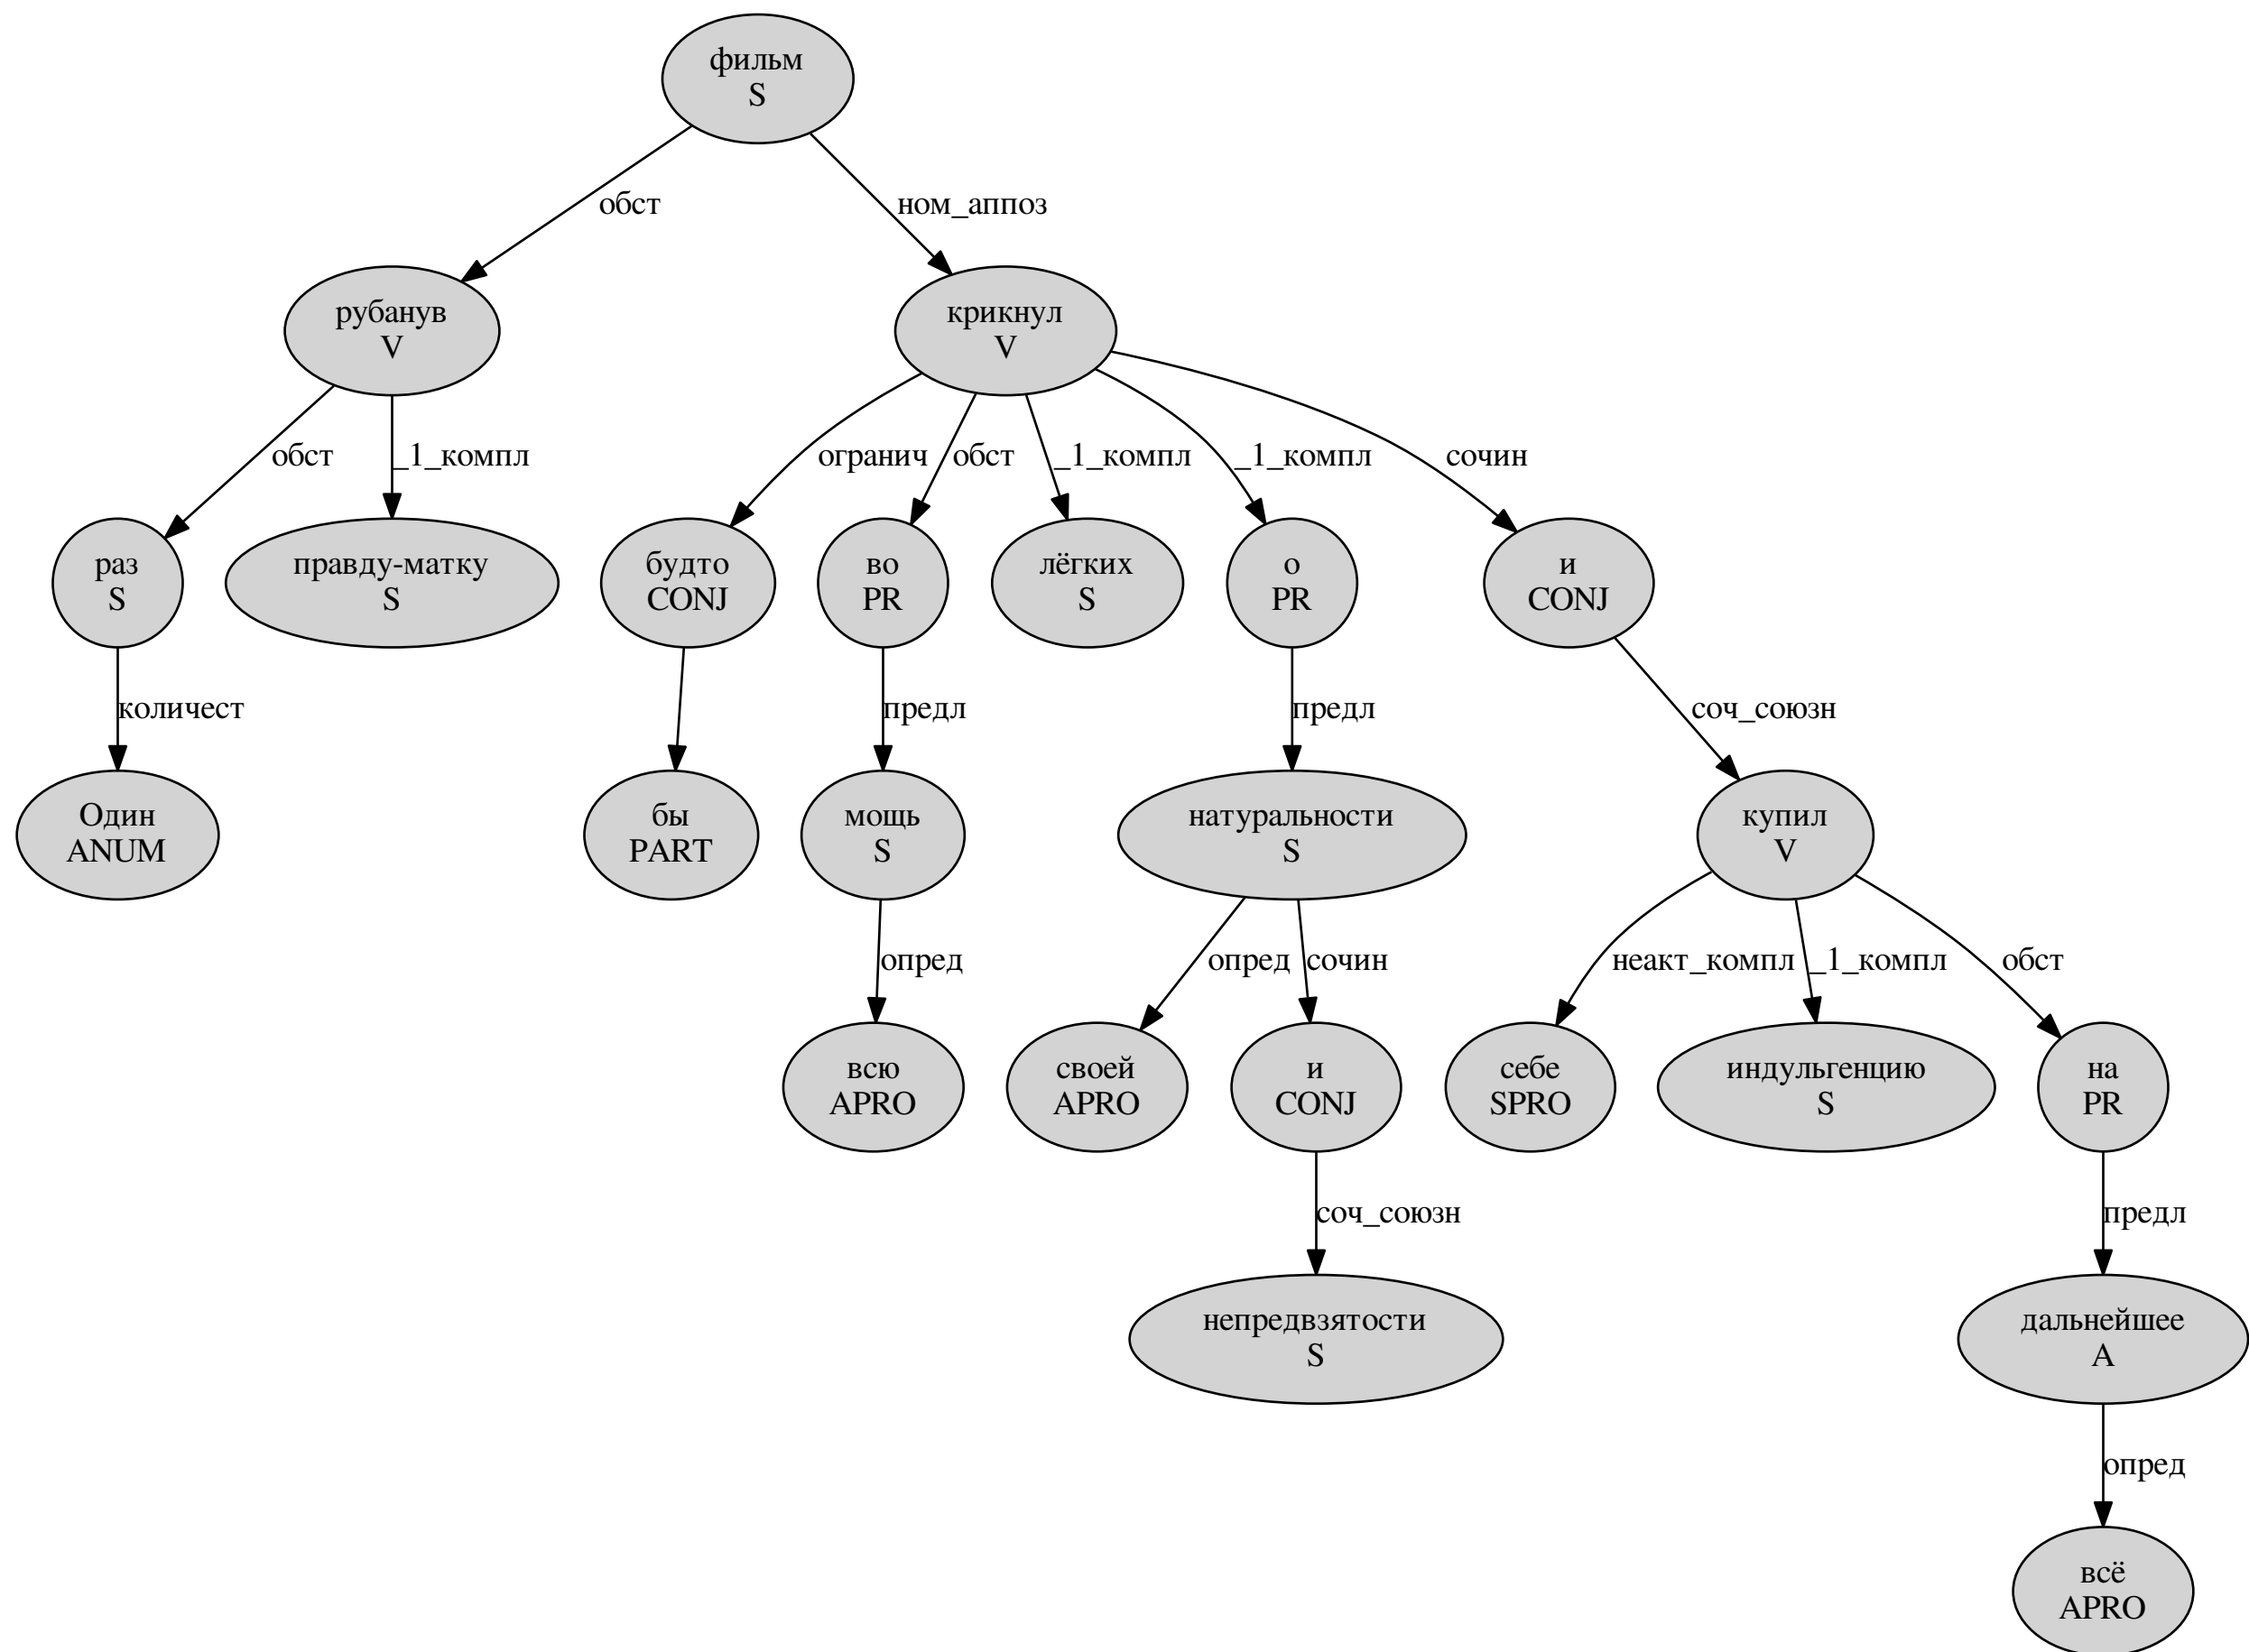 фильм
S
обст
ном_аппоз
рубанув
V
крикнул
V
обст
_1_компл
огранич
обст
_1_компл
_1_компл
сочин
раз
S
правду-матку
S
будто
CONJ
во
PR
лёгких
S
о
PR
и
CONJ
количест
предл
предл
соч_союзн
Один
ANUM
бы
PART
мощь
S
натуральности
S
купил
V
опред
опред
сочин
неакт_компл
_1_компл
обст
всю
APRO
своей
APRO
и
CONJ
себе
SPRO
индульгенцию
S
на
PR
соч_союзн
предл
непредвзятости
S
дальнейшее
A
опред
всё
APRO